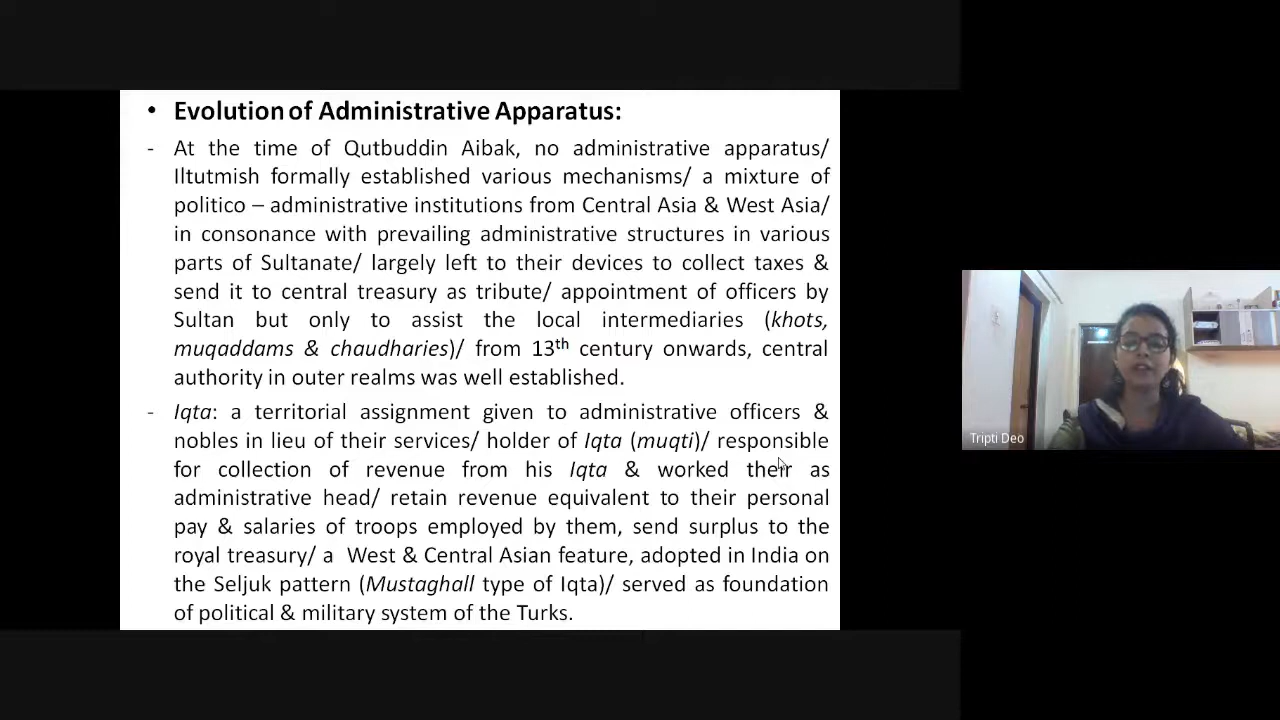 • Evolution of Administrative Apparatus:
- At the time of Qutbuddin Aibak, no administrative apparatus/
Iltutmish formally established various mechanisms/ a mixture of
politico – administrative institutions from Central Asia & West Asia/
in consonance with prevailing administrative structures in various
parts of Sultanate/ largely left to their devices to collect taxes &
send it to central treasury as tribute/ appointment of officers by
Sultan but only to assist the local intermediaries (khots,
muqaddams & chaudharies)/ from 13th century onwards, central
authority in outer realms was well established.
- Iqta: a territorial assignment given to administrative officers &
nobles in lieu of their services/ holder of Iqta (muqti)/ responsible
for collection of revenue from his Iqta & worked their as
administrative head/ retain revenue equivalent to their personal
pay & salaries of troops employed by them, send surplus to the
royal treasury/ a West & Central Asian feature, adopted in India on
the Seljuk pattern (Mustaghall type of Iqta)/ served as foundation
of political & military system of the Turks.
Tripti Deo